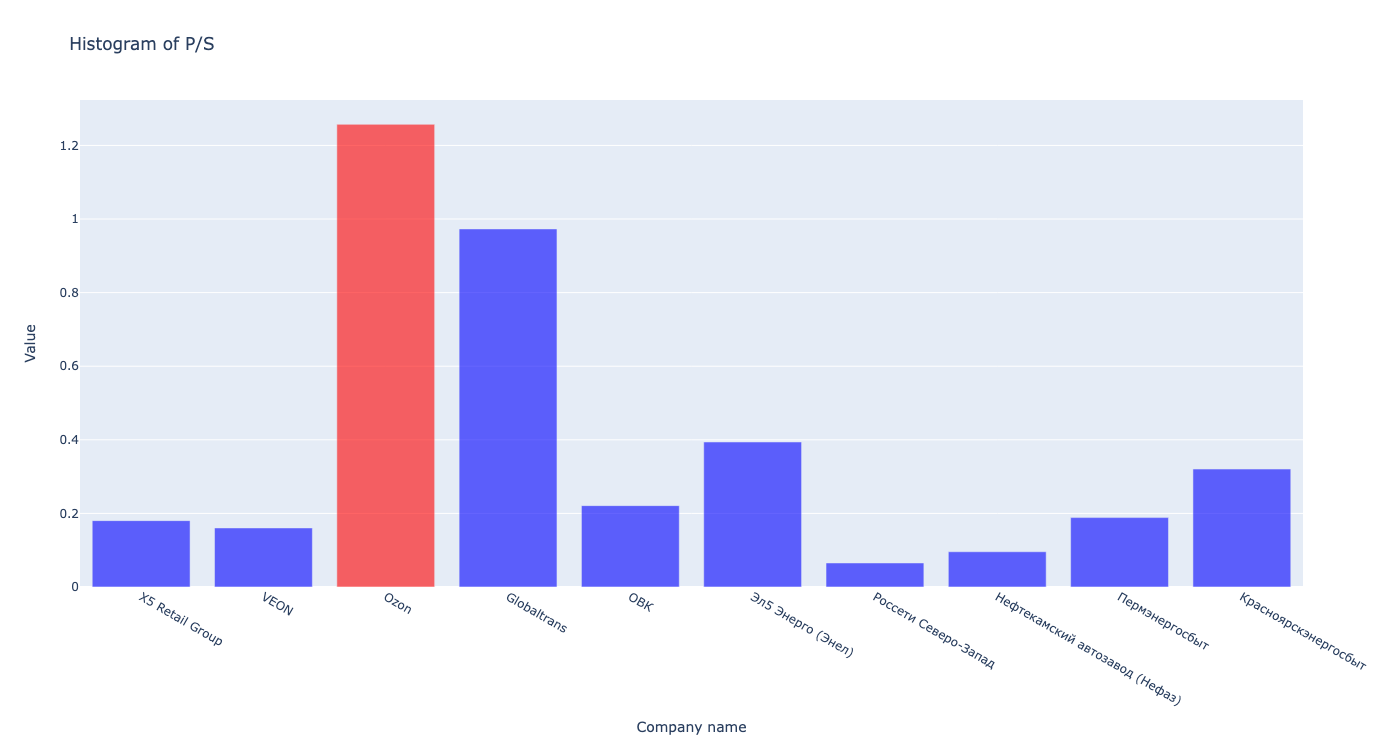 Histogram of P/S
1.2
1
0.8
0.6
0.4
0.2
0
Value
X5 Retail Group
VEON
Ozon
Globaltrans
ОВК
Эл5 Энерго (Энел)
Россети Северо-Запад
Нефтекамский автозавод (Нефаз)
Пермэнергосбыт
Красноярскэнергосбыт
Company name